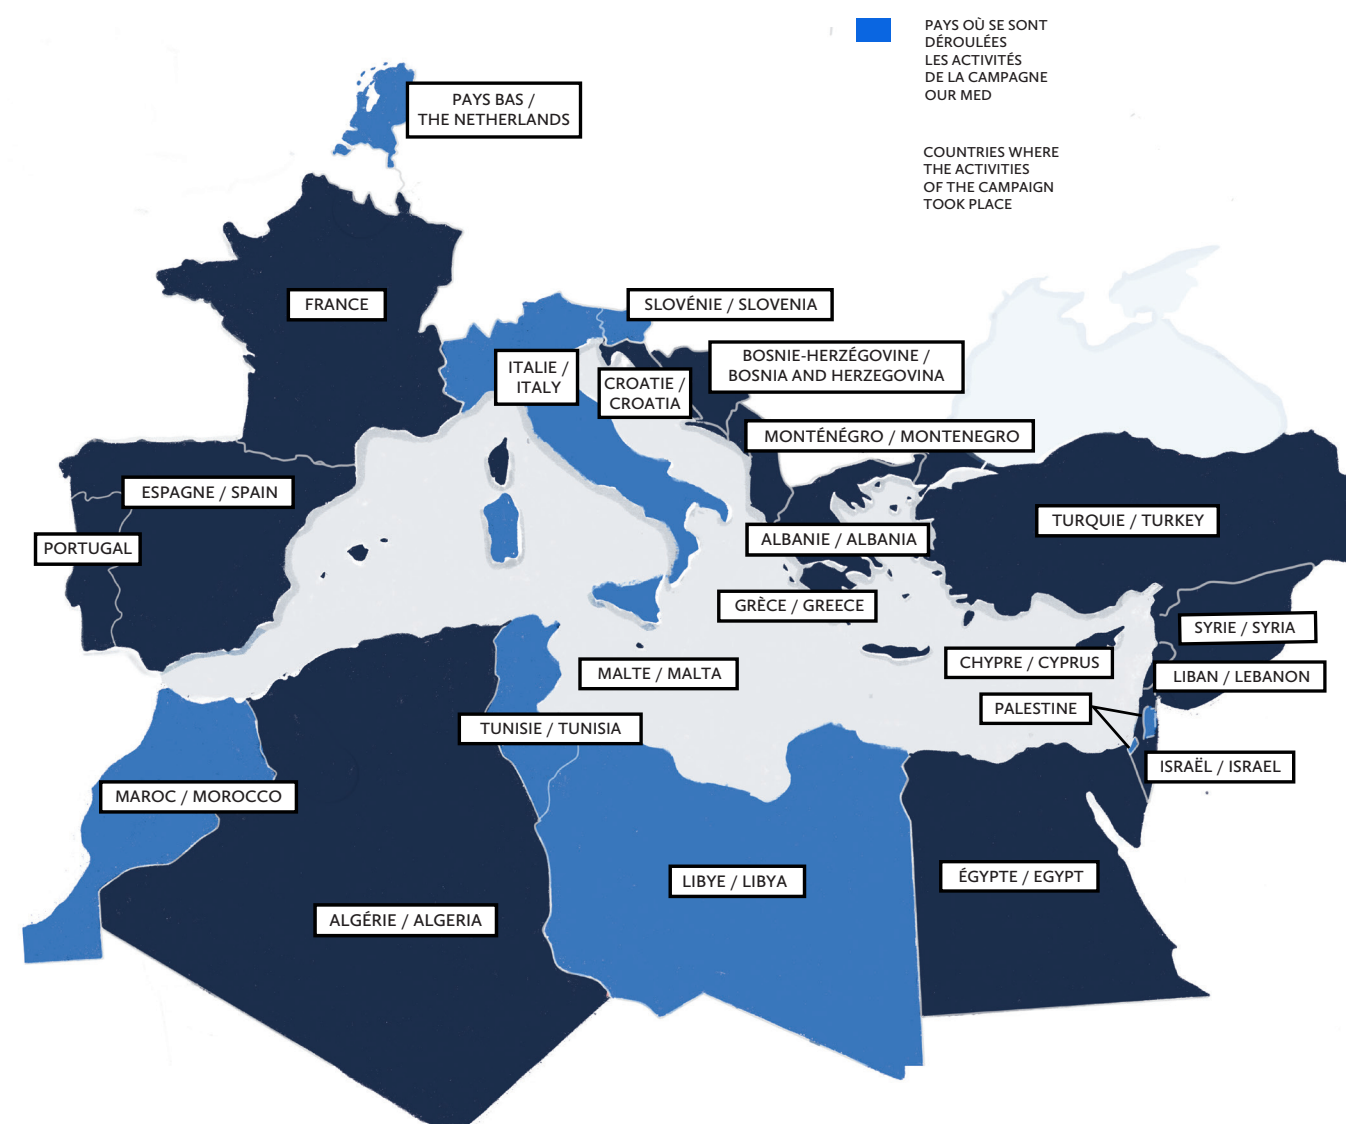 PAYS OÙ SE SONT
DÉROULÉES
LES ACTIVITÉS
DE LA CAMPAGNE
OUR MED
COUNTRIES WHERE
THE ACTIVITIES
OF THE CAMPAIGN
TOOK PLACE
PAYS BAS /
THE NETHERLANDS
FRANCE
SLOVÉNIE / SLOVENIA
ITALIE /
ITALY
CROATIE /
CROATIA
BOSNIE-HERZÉGOVINE /
BOSNIA AND HERZEGOVINA
MONTÉNÉGRO / MONTENEGRO
ESPAGNE / SPAIN
PORTUGAL
TURQUIE / TURKEY
ALBANIE / ALBANIA
GRÈCE / GREECE
SYRIE / SYRIA
CHYPRE / CYPRUS
LIBAN / LEBANON
MALTE / MALTA
PALESTINE
TUNISIE / TUNISIA
ISRAËL / ISRAEL
MAROC / MOROCCO
LIBYE / LIBYA
ÉGYPTE / EGYPT
ALGÉRIE / ALGERIA